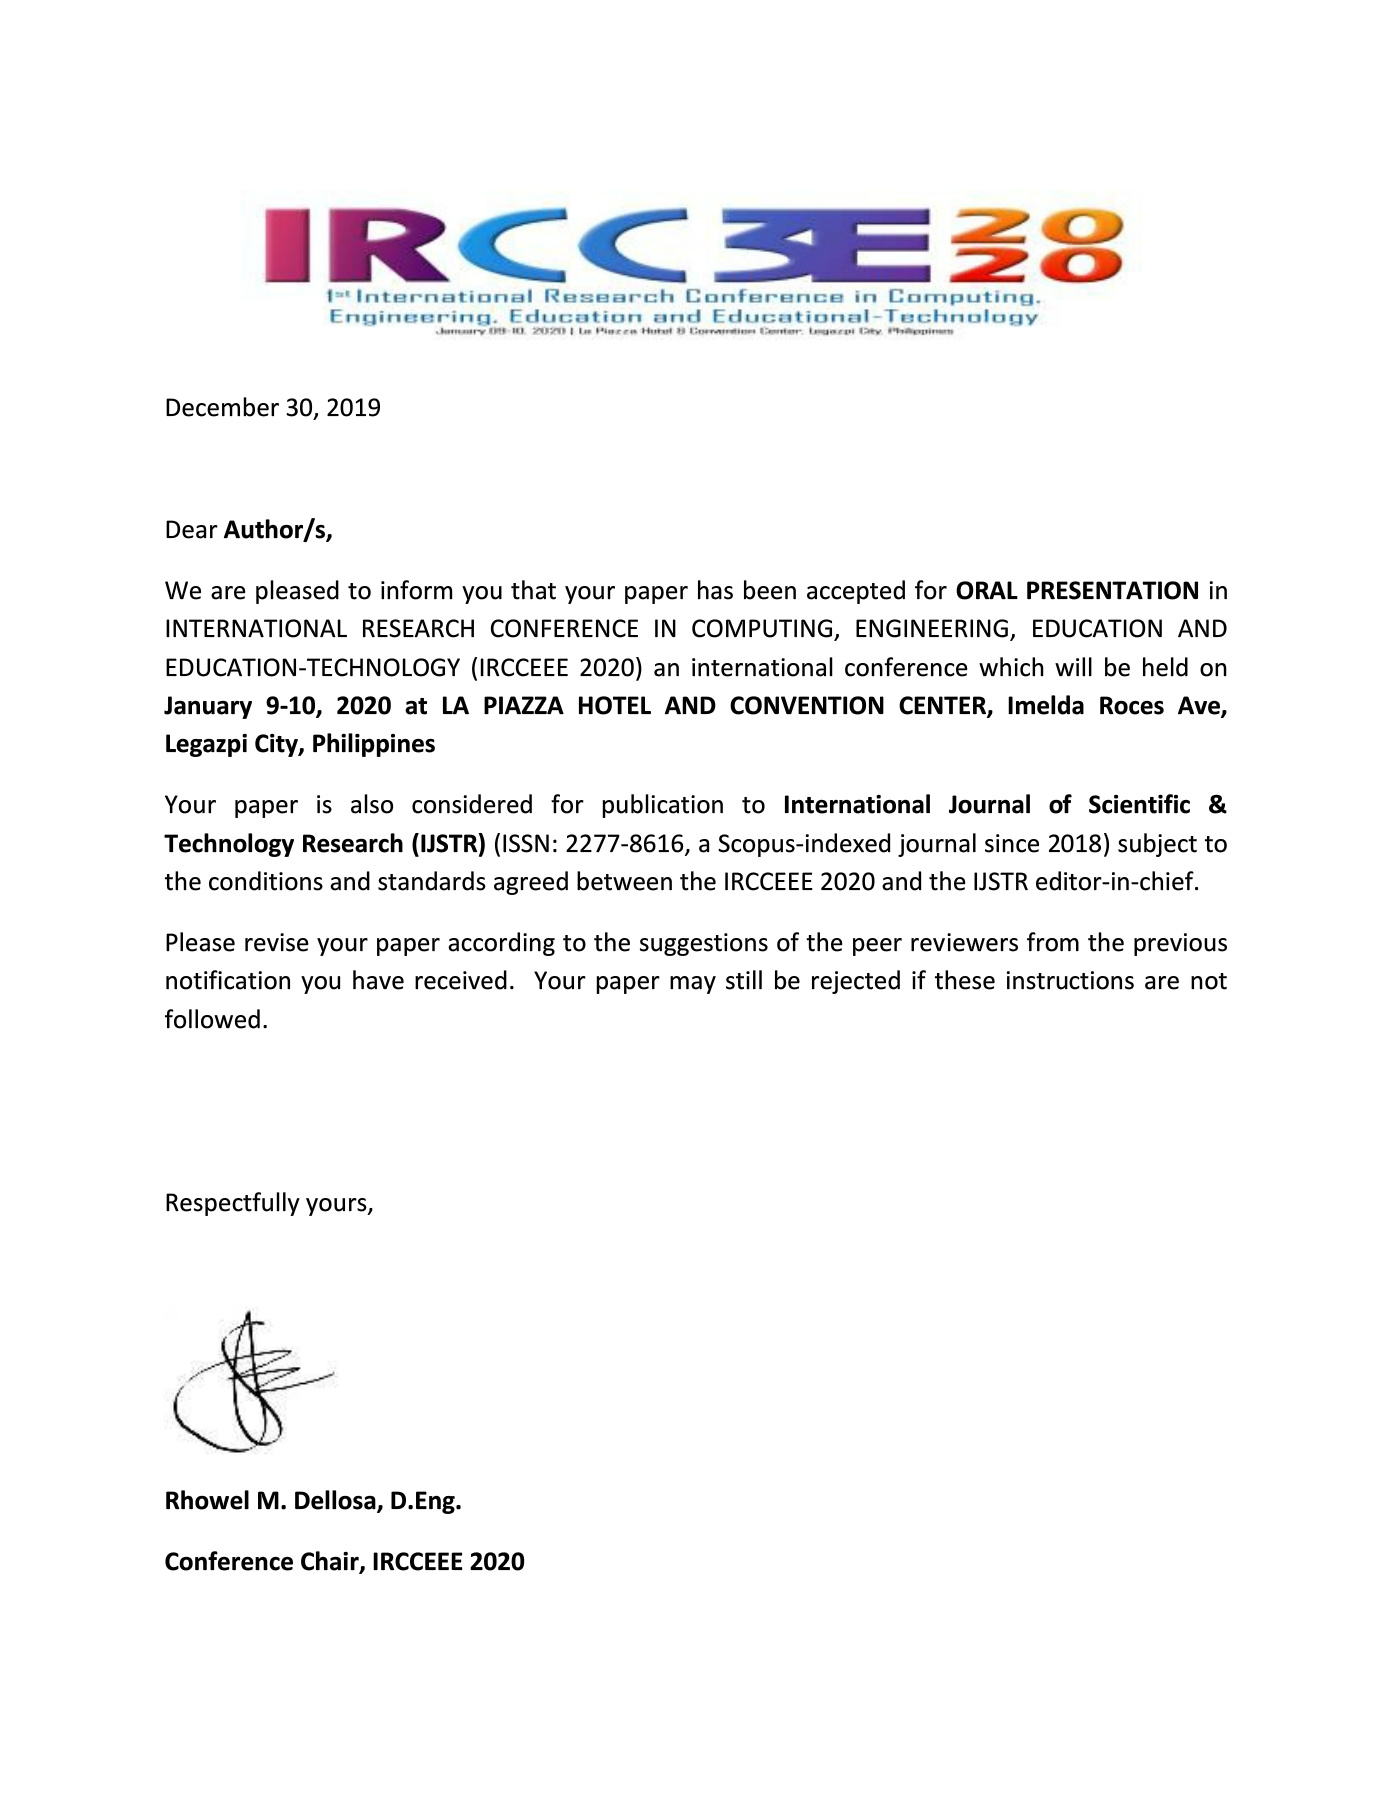 IRCC3E 2020
1st International Research Conference in Computing,
Engineering, Education and Educational-Technology
January 09-10, 2020 | La Piazza Hotel & Convention Center, Legazpi City, Philippines
December 30, 2019
Dear Author/s,
We are pleased to inform you that your paper has been accepted for ORAL PRESENTATION in
INTERNATIONAL RESEARCH CONFERENCE IN COMPUTING, ENGINEERING, EDUCATION AND
EDUCATION-TECHNOLOGY (IRCCEEE 2020) an international conference which will be held on
January 9-10, 2020 at LA PIAZZA HOTEL AND CONVENTION CENTER, Imelda Roces Ave,
Legazpi City, Philippines
Your paper is also considered for publication to International Journal of Scientific &
Technology Research (IJSTR) (ISSN: 2277-8616, a Scopus-indexed journal since 2018) subject to
the conditions and standards agreed between the IRCCEEE 2020 and the IJSTR editor-in-chief.
Please revise your paper according to the suggestions of the peer reviewers from the previous
notification you have received. Your paper may still be rejected if these instructions are not
followed.
Respectfully yours,
Rhowel M. Dellosa, D.Eng.
Conference Chair, IRCCEEE 2020